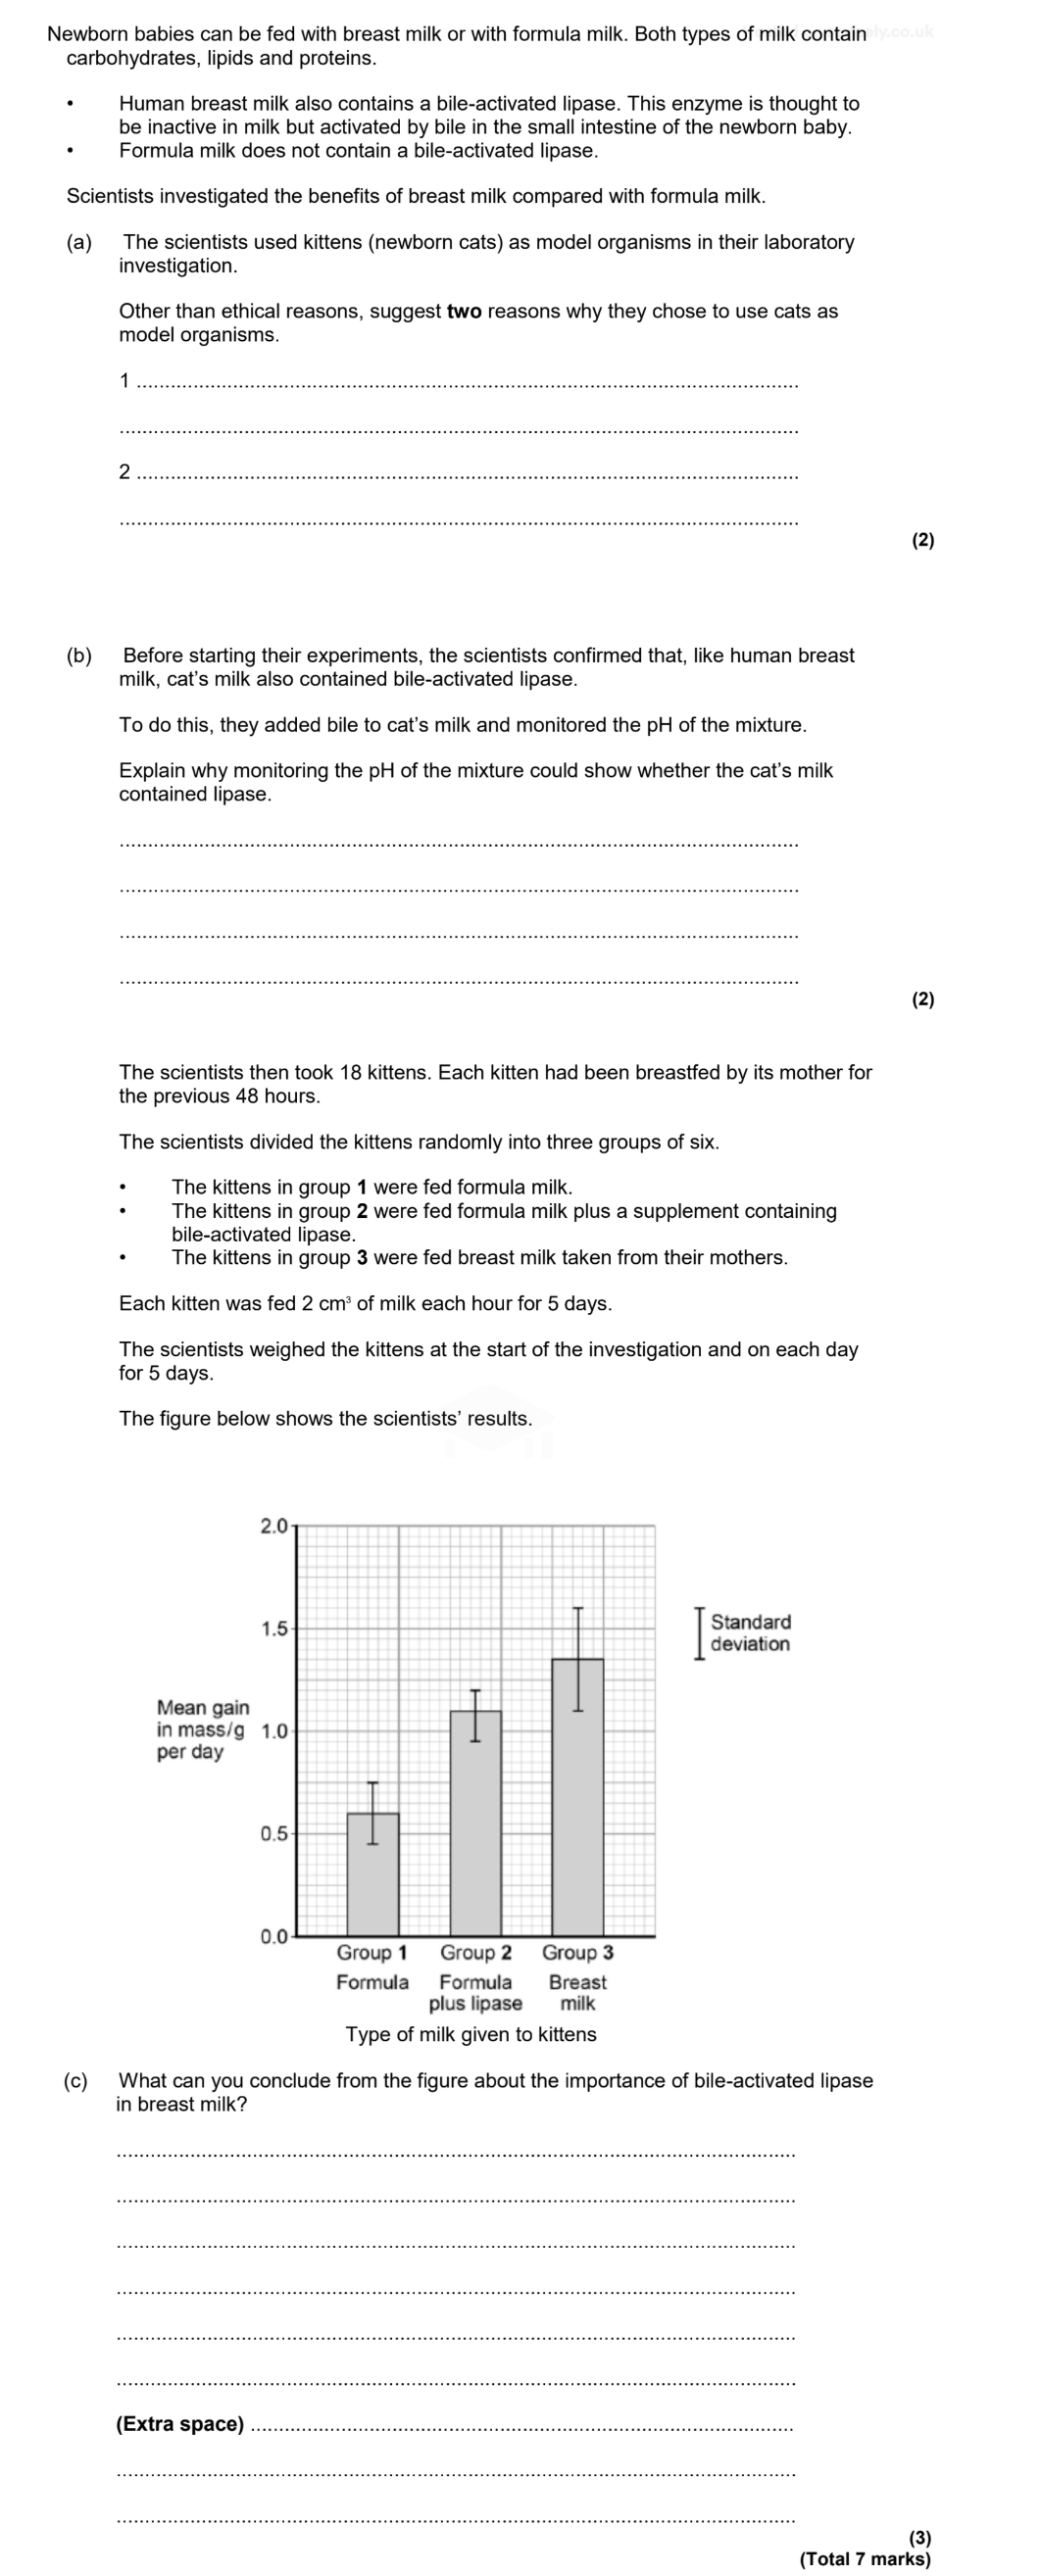 Newborn babies can be fed with breast milk or with formula milk. Both types of milk contain
carbohydrates, lipids and proteins.
• Human breast milk also contains a bile-activated lipase. This enzyme is thought to
be inactive in milk but activated by bile in the small intestine of the newborn baby.
• Formula milk does not contain a bile-activated lipase.
Scientists investigated the benefits of breast milk compared with formula milk.
(a) The scientists used kittens (newborn cats) as model organisms in their laboratory
investigation.
Other than ethical reasons, suggest two reasons why they chose to use cats as
model organisms.
1
2
(2)
(b) Before starting their experiments, the scientists confirmed that, like human breast
milk, cat's milk also contained bile-activated lipase.
To do this, they added bile to cat's milk and monitored the pH of the mixture.
Explain why monitoring the pH of the mixture could show whether the cat's milk
contained lipase.
(2)
The scientists then took 18 kittens. Each kitten had been breastfed by its mother for
the previous 48 hours.
The scientists divided the kittens randomly into three groups of six.
• The kittens in group 1 were fed formula milk.
• The kittens in group 2 were fed formula milk plus a supplement containing
bile-activated lipase.
• The kittens in group 3 were fed breast milk taken from their mothers.
Each kitten was fed 2 cm³ of milk each hour for 5 days.
The scientists weighed the kittens at the start of the investigation and on each day
for 5 days.
The figure below shows the scientists' results.
2.0
1.5
Standard
deviation
Mean gain
in mass/g
per day
1.0
0.5
0.0
Group 1 Group 2 Group 3
Formula Formula Breast
plus lipase milk
Type of milk given to kittens
(c) What can you conclude from the figure about the importance of bile-activated lipase
in breast milk?
(Extra space)
(3)
(Total 7 marks)